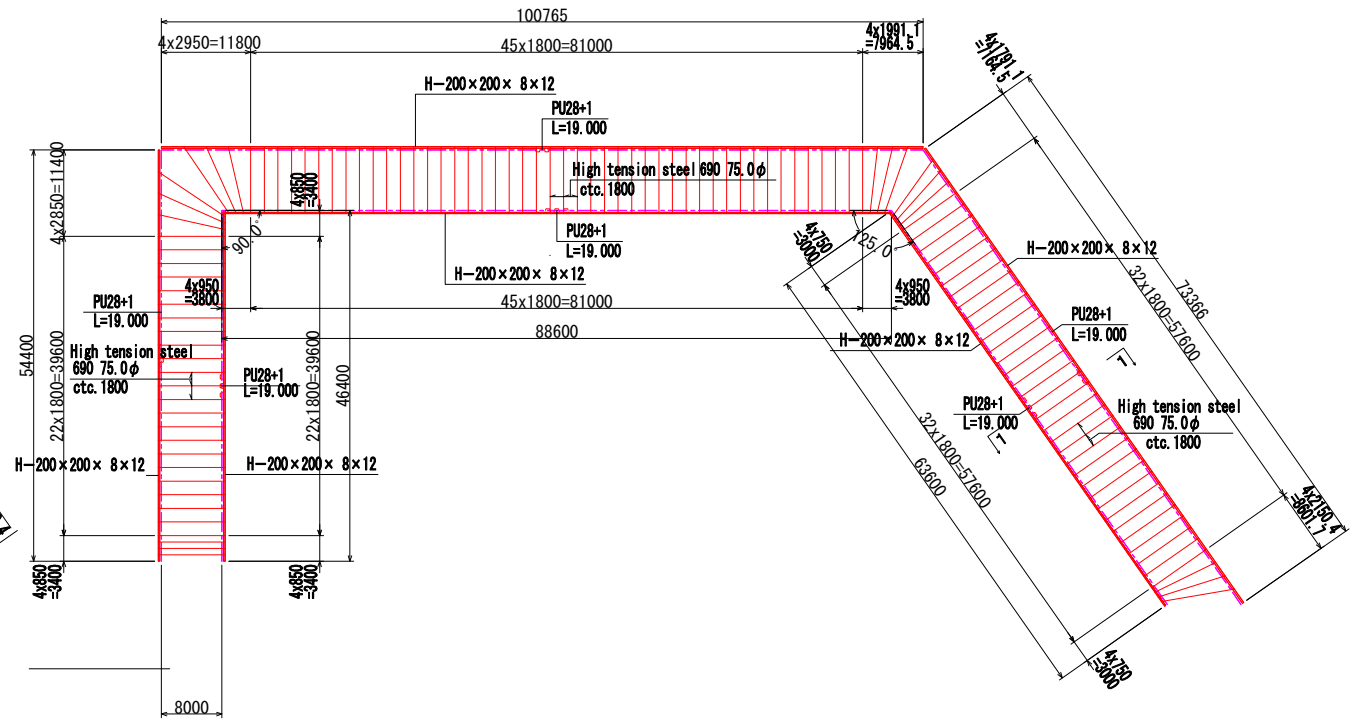 100765
4x2950=11800
45x1800=81000
4x1991.1
=7964.5
4x1791.1
=7164.5
H-200×200× 8×12
PU28+1
L=19.000
High tension steel 690 75.0φ
ctc.1800
4x2850=11400
4x850
=3400
90.0°
PU28+1
L=19.000
125.0
4x750
=3000
H-200×200× 8×12
H-200×200× 8×12
32x1800=57600
73366
4x950
=3800
45x1800=81000
4x950
=3800
88600
PU28+1
L=19.000
PU28+1
L=19.000
H-200×200× 8×12
54400
High tension steel
690 75.0φ
ctc.1800
22x1800=39600
PU28+1
L=19.000
22x1800=39600
46400
1
PU28+1
L=19.000
1
High tension steel
690 75.0φ
ctc.1800
H-200×200× 8×12
H-200×200× 8×12
32x1800=57600
63600
4x2150.4
=8601.7
4x850
=3400
4x850
=3400
4x750
=3000
8000